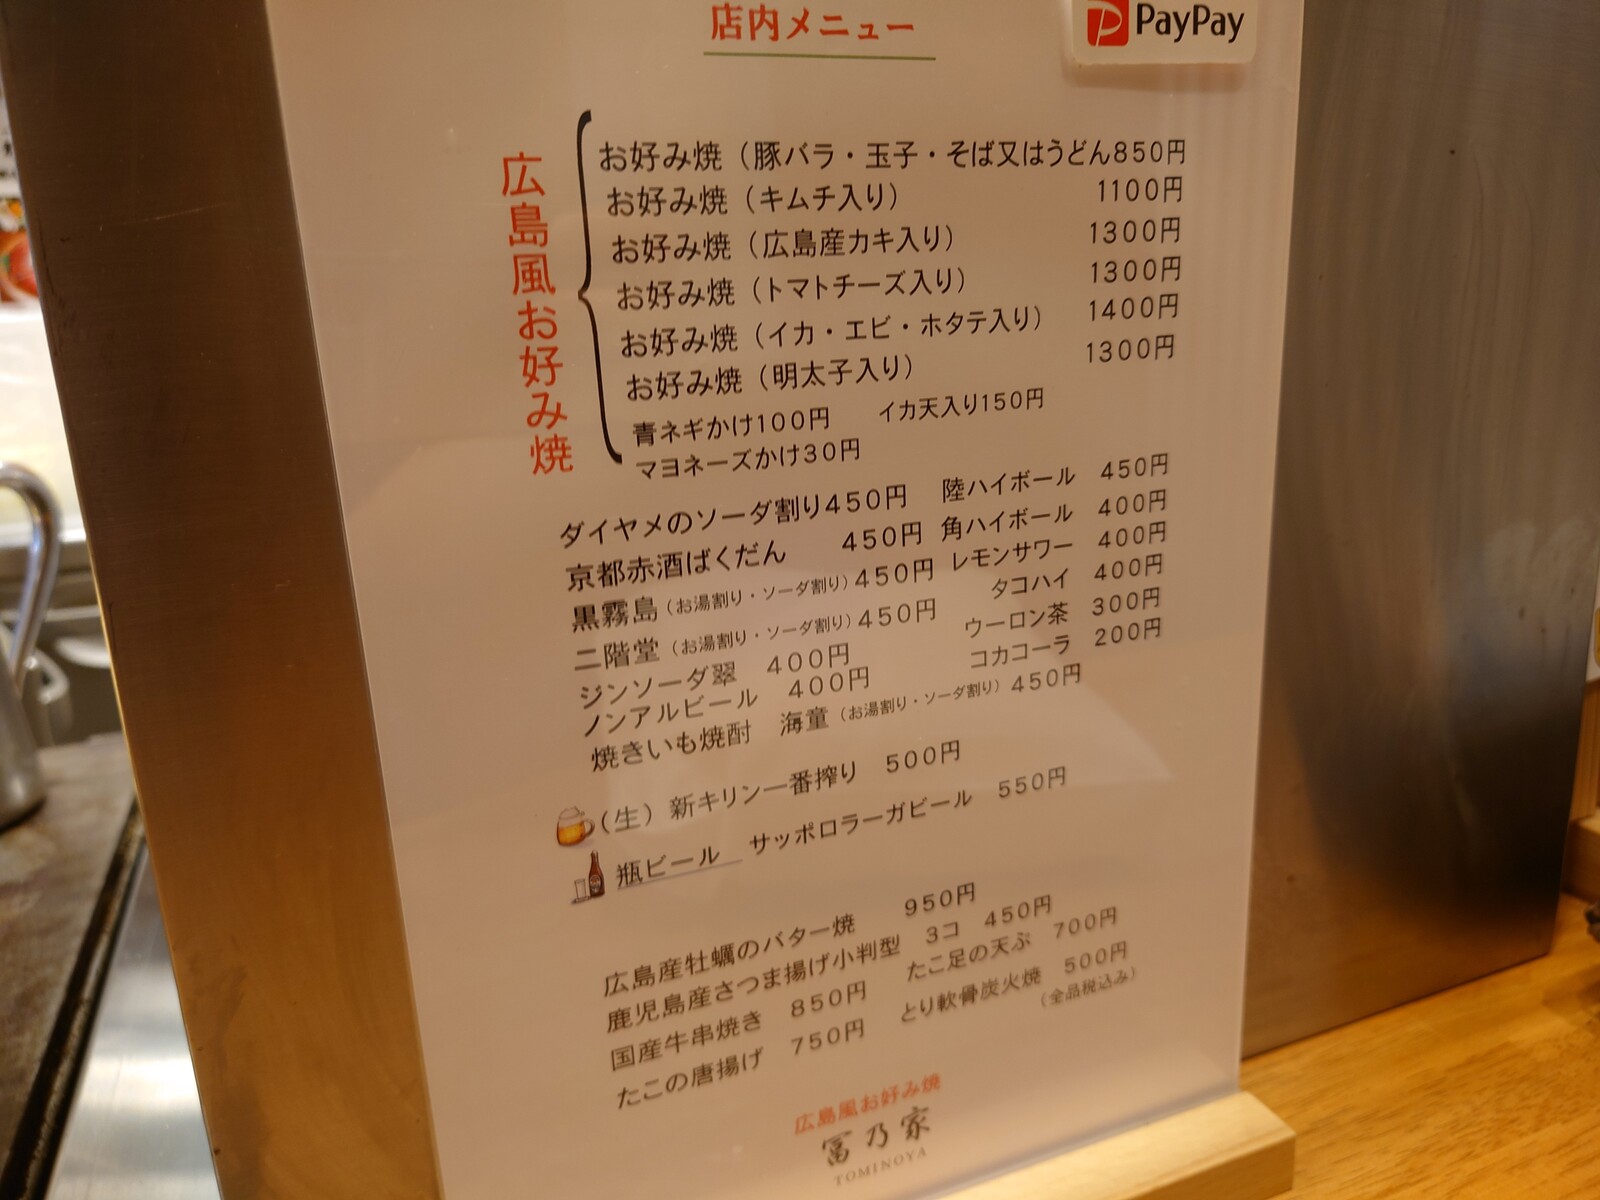 店内メニュー
PayPay
広島風お好み焼
お好み焼（豚バラ・玉子・そば又はうどん850円
お好み焼（キムチ入り） 1100円
お好み焼（広島産カキ入り） 1300円
お好み焼（トマトチーズ入り） 1300円
お好み焼（イカ・エビ・ホタテ入り） 1400円
お好み焼（明太子入り） 1300円
青ネギかけ100円 イカ天入り150円
マヨネーズかけ30円
ダイヤメのソーダ割り450円 陸ハイボール 450円
京都赤酒ばくだん 450円 角ハイボール 400円
黒霧島（お湯割り・ソーダ割り）450円 レモンサワー 400円
二階堂（お湯割り・ソーダ割り）450円 タコハイ 400円
ジンソーダ翠 400円 ウーロン茶 300円
ノンアルビール 400円 コカコーラ 200円
焼きいも焼酎 海童（お湯割り・ソーダ割り）450円
（生）新キリン一番搾り 500円
瓶ビール サッポロラーガビール 550円
広島産牡蠣のバター焼 950円
鹿児島産さつま揚げ小判型 3コ 450円
国産牛串焼き 850円 たこ足の天ぷ 700円
たこの唐揚げ 750円 とり軟骨炭火焼 500円
（全品税込み）
広島風お好み焼
冨乃家
TOMINOYA